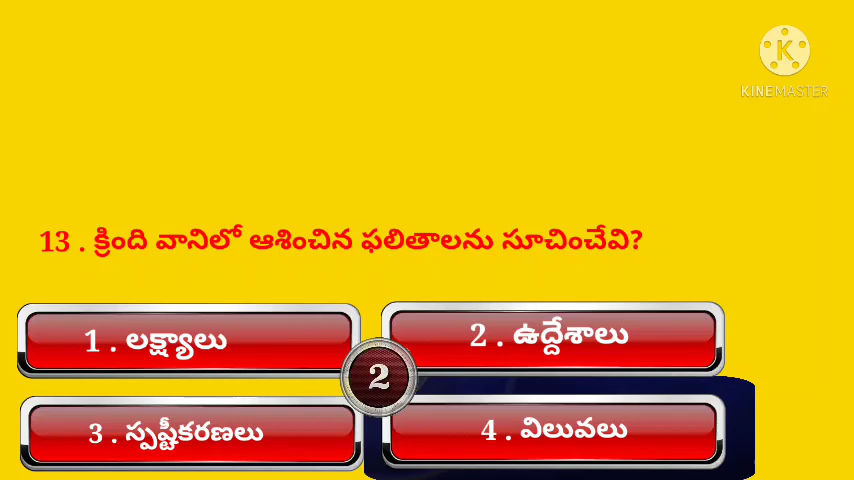 KINEMASTER
13 . క్రింది వానిలో ఆశించిన ఫలితాలను సూచించేవి?
1 . లక్ష్యాలు
2 . ఉద్దేశాలు
2
3 . స్పష్టీకరణలు
4 . విలువలు